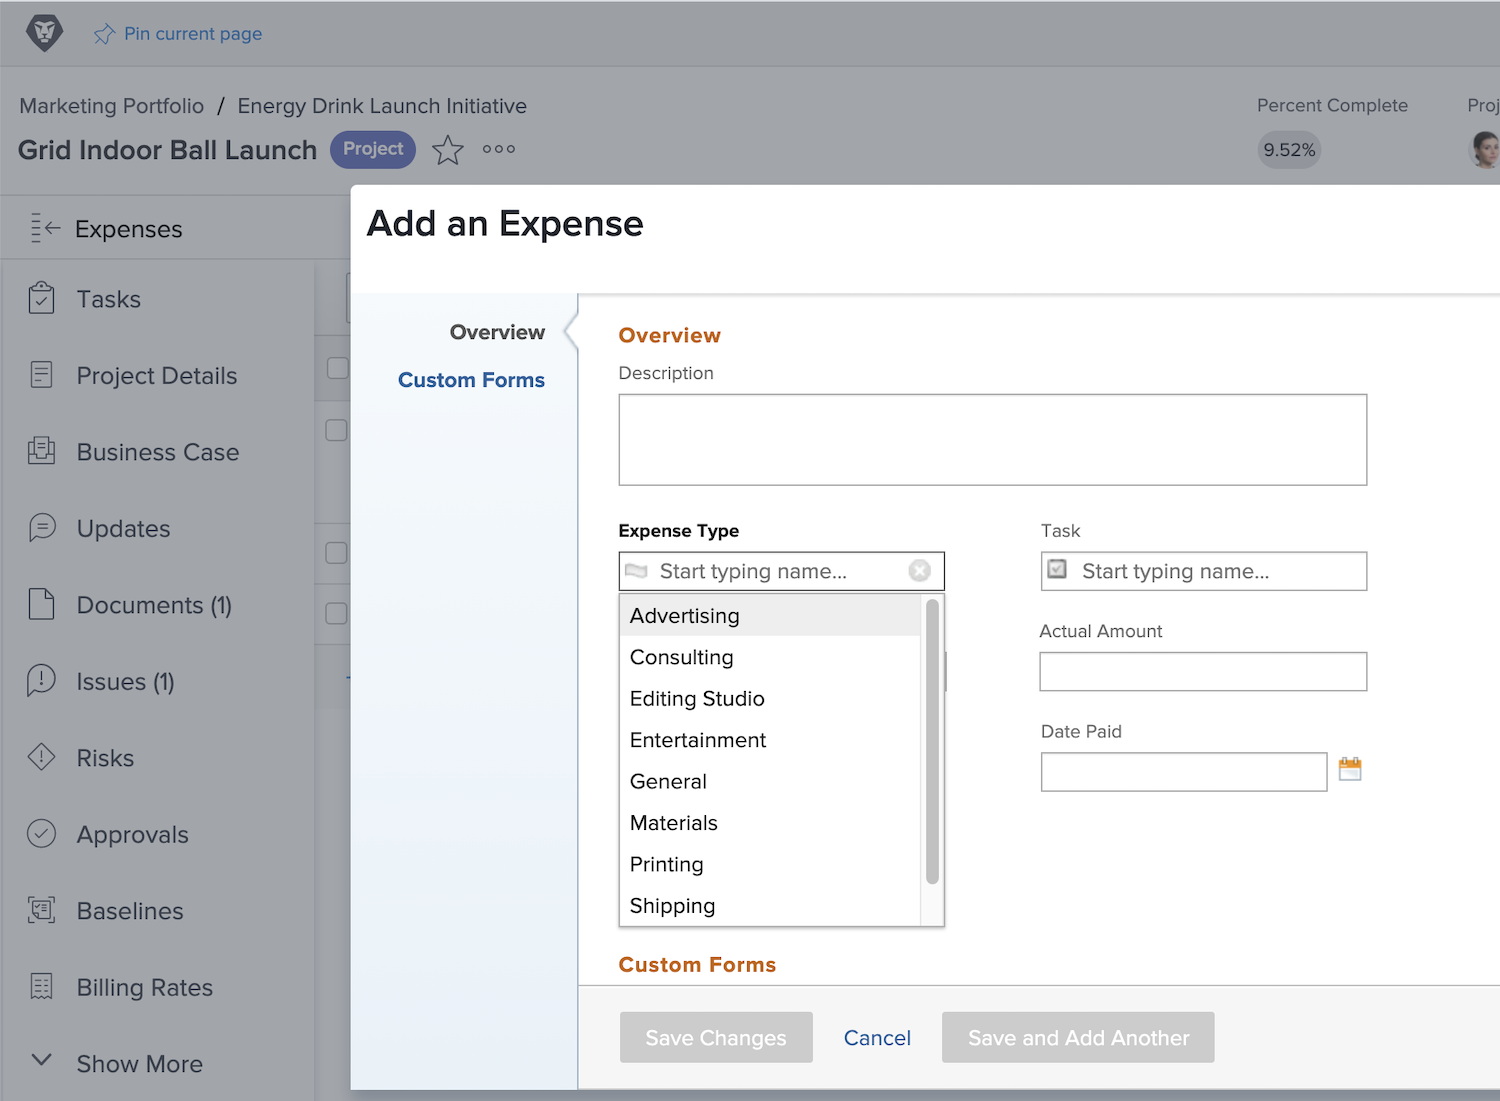 Pin current page
Marketing Portfolio / Energy Drink Launch Initiative
Percent Complete
Proj
Grid Indoor Ball Launch
Project
9.52%
Expenses
Tasks
Project Details
Business Case
Updates
Documents (1)
Issues (1)
Risks
Approvals
Baselines
Billing Rates
Show More
Add an Expense
Overview
Custom Forms
Overview
Description
Expense Type
Start typing name...
Advertising
Consulting
Editing Studio
Entertainment
General
Materials
Printing
Shipping
Task
Start typing name...
Actual Amount
Date Paid
Custom Forms
Save Changes
Cancel
Save and Add Another